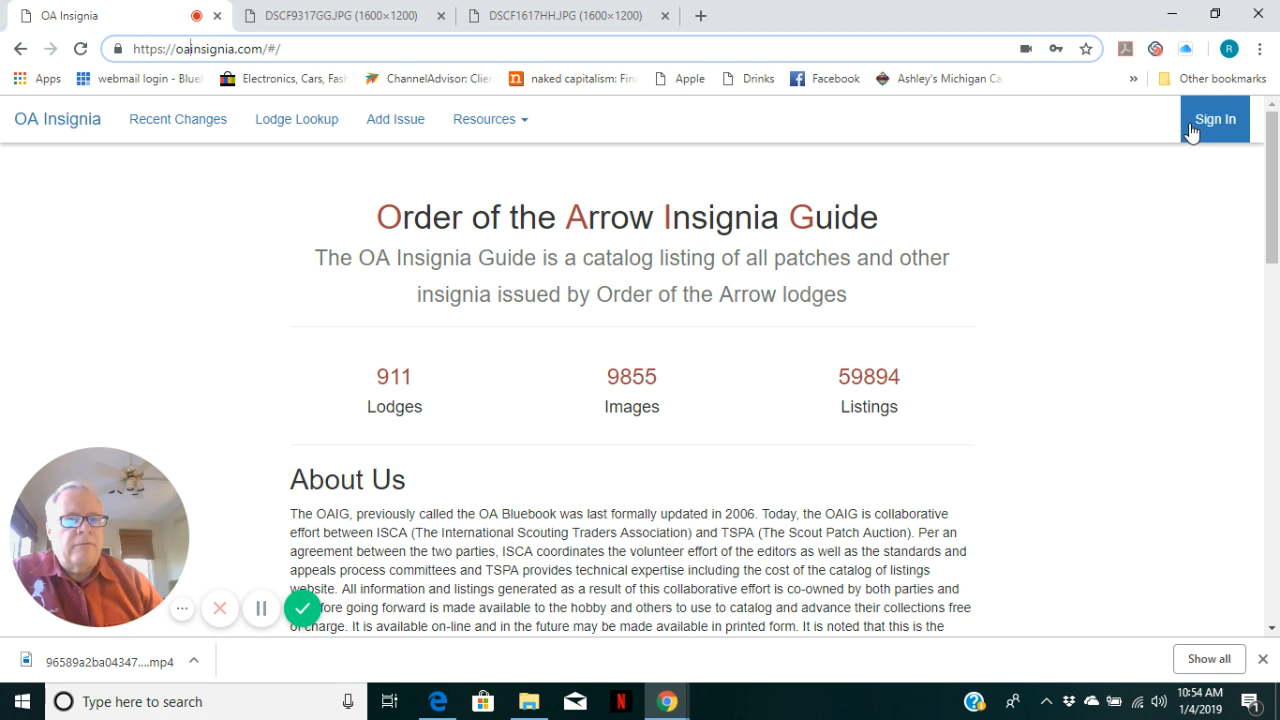 OA Insignia
DSCF9317GG.JPG (1600×1200)
DSCF1617HH.JPG (1600×1200)
https://oainsignia.com/#/
R
Apps
webmail login - Blue
Electronics, Cars, Fash
ChannelAdvisor: Clien
naked capitalism: Fin
Apple
Drinks
Facebook
Ashley's Michigan Ca
»
Other bookmarks
OA Insignia
Recent Changes
Lodge Lookup
Add Issue
Resources
Sign In
Order of the Arrow Insignia Guide
The OA Insignia Guide is a catalog listing of all patches and other
insignia issued by Order of the Arrow lodges
911
9855
59894
Lodges
Images
Listings
About Us
The OAIG, previously called the OA Bluebook was last formally updated in 2006. Today, the OAIG is collaborative
effort between ISCA (The International Scouting Traders Association) and TSPA (The Scout Patch Auction). Per an
agreement between the two parties, ISCA coordinates the volunteer effort of the editors as well as the standards and
appeals process committees and TSPA provides technical expertise including the cost of the catalog of listings
website. All information and listings generated as a result of this collaborative effort is co-owned by both parties and
fore going forward is made available to the hobby and others to use to catalog and advance their collections free
of charge. It is available on-line and in the future may be made available in printed form. It is noted that this is the
96589a2ba04347....mp4
Show all
Type here to search
N
10:54 AM
1/4/2019
1